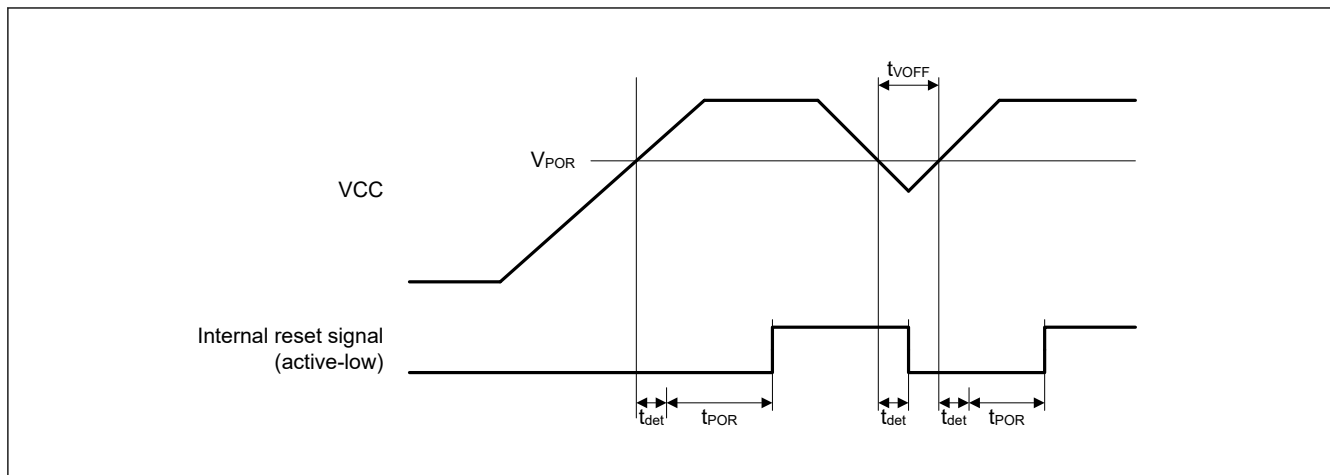 tVOFF
VPOR
VCC
Internal reset signal
(active-low)
tdet tPOR tdet tdet tPOR